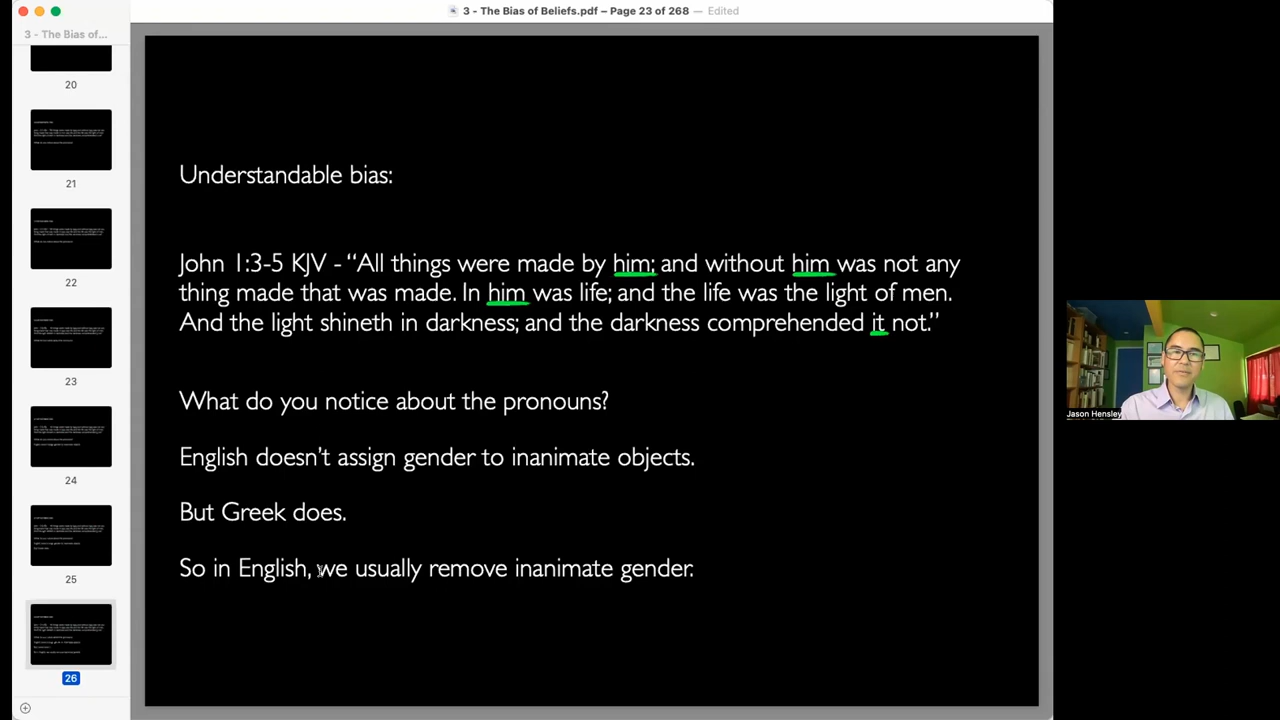 3 - The Bias of Beliefs.pdf – Page 23 of 268 — Edited
3 - The Bias of...
20
21
22
23
24
25
26
Understandable bias:
John 1:3-5 KJV - “All things were made by him; and without him was not any
thing made that was made. In him was life; and the life was the light of men.
And the light shineth in darkness; and the darkness comprehended it not.”
What do you notice about the pronouns?
English doesn’t assign gender to inanimate objects.
But Greek does.
So in English, we usually remove inanimate gender.
Jason Hensley